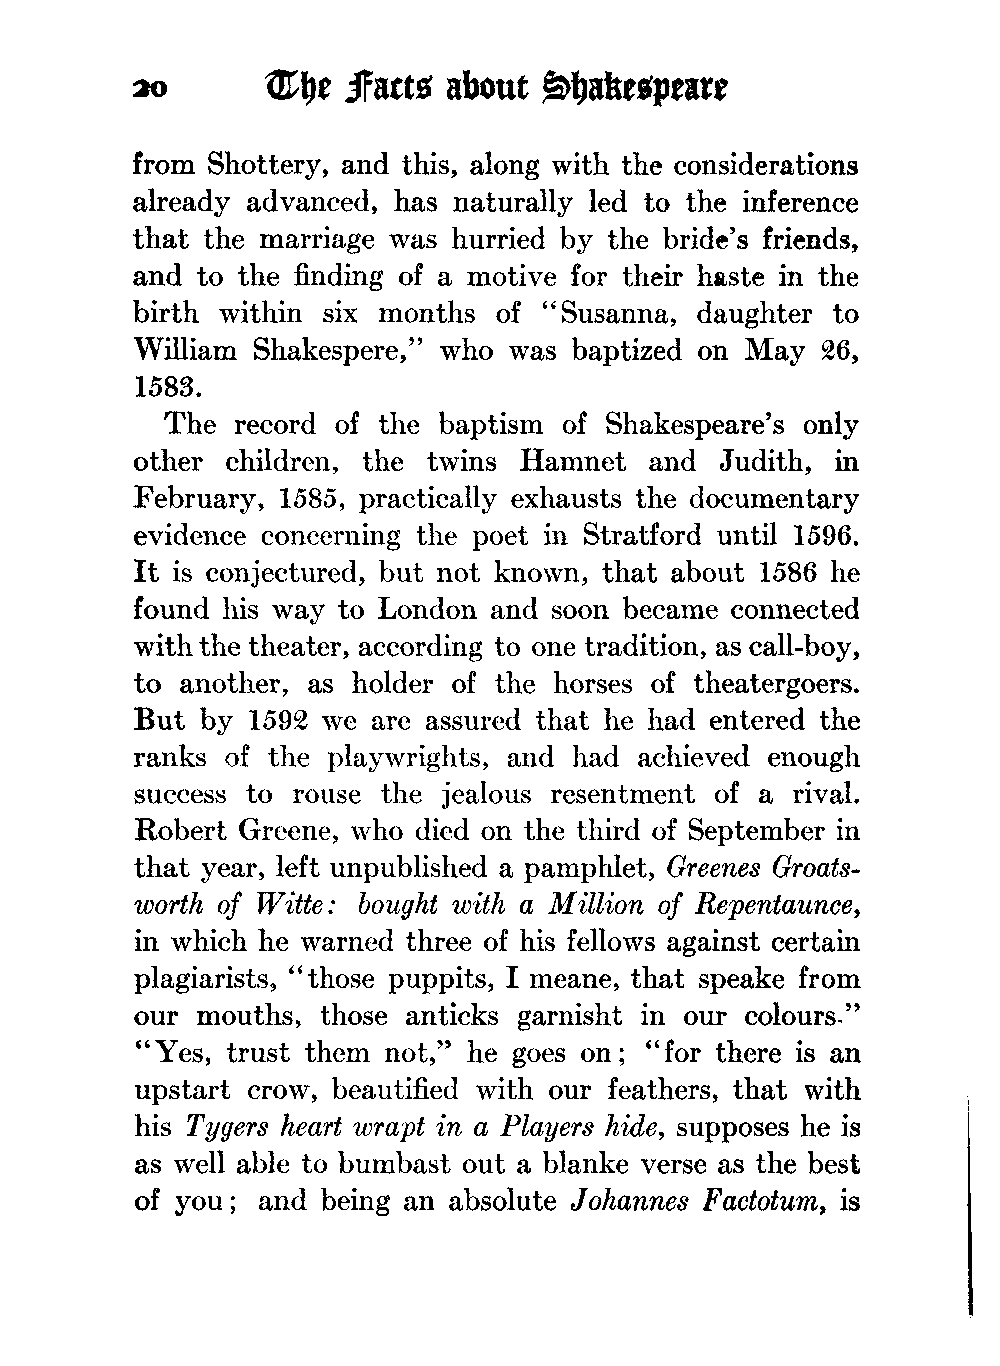 20 The Facts about Shakespeare
from Shottery, and this, along with the considerations
already advanced, has naturally led to the inference
that the marriage was hurried by the bride's friends,
and to the finding of a motive for their haste in the
birth within six months of “Susanna, daughter to
William Shakespere,” who was baptized on May 26,
1583.
The record of the baptism of Shakespeare's only
other children, the twins Hamnet and Judith, in
February, 1585, practically exhausts the documentary
evidence concerning the poet in Stratford until 1596.
It is conjectured, but not known, that about 1586 he
found his way to London and soon became connected
with the theater, according to one tradition, as call-boy,
to another, as holder of the horses of theatergoers.
But by 1592 we are assured that he had entered the
ranks of the playwrights, and had achieved enough
success to rouse the jealous resentment of a rival.
Robert Greene, who died on the third of September in
that year, left unpublished a pamphlet, Greenes Groats-
worth of Witte: bought with a Million of Repentaunce,
in which he warned three of his fellows against certain
plagiarists, “those puppits, I meane, that speake from
our mouths, those anticks garnisht in our colours.”
“Yes, trust them not,” he goes on; “for there is an
upstart crow, beautified with our feathers, that with
his Tygers heart wrapt in a Players hide, supposes he is
as well able to bumbast out a blanke verse as the best
of you; and being an absolute Johannes Factotum, is